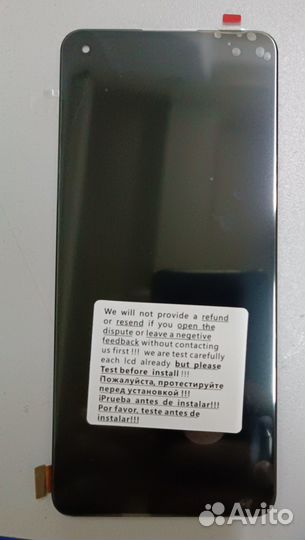 We will not provide a refund
or resend if you open the
dispute or leave a negetive
feedback without contacting
us first !!! we are test carefully
each lcd already but please
Test before install !!!
Пожалуйста, протестируйте
перед установкой !!!
¡Prueba antes de instalar!!!
Por favor, teste antes de
instalar!!!
Avito